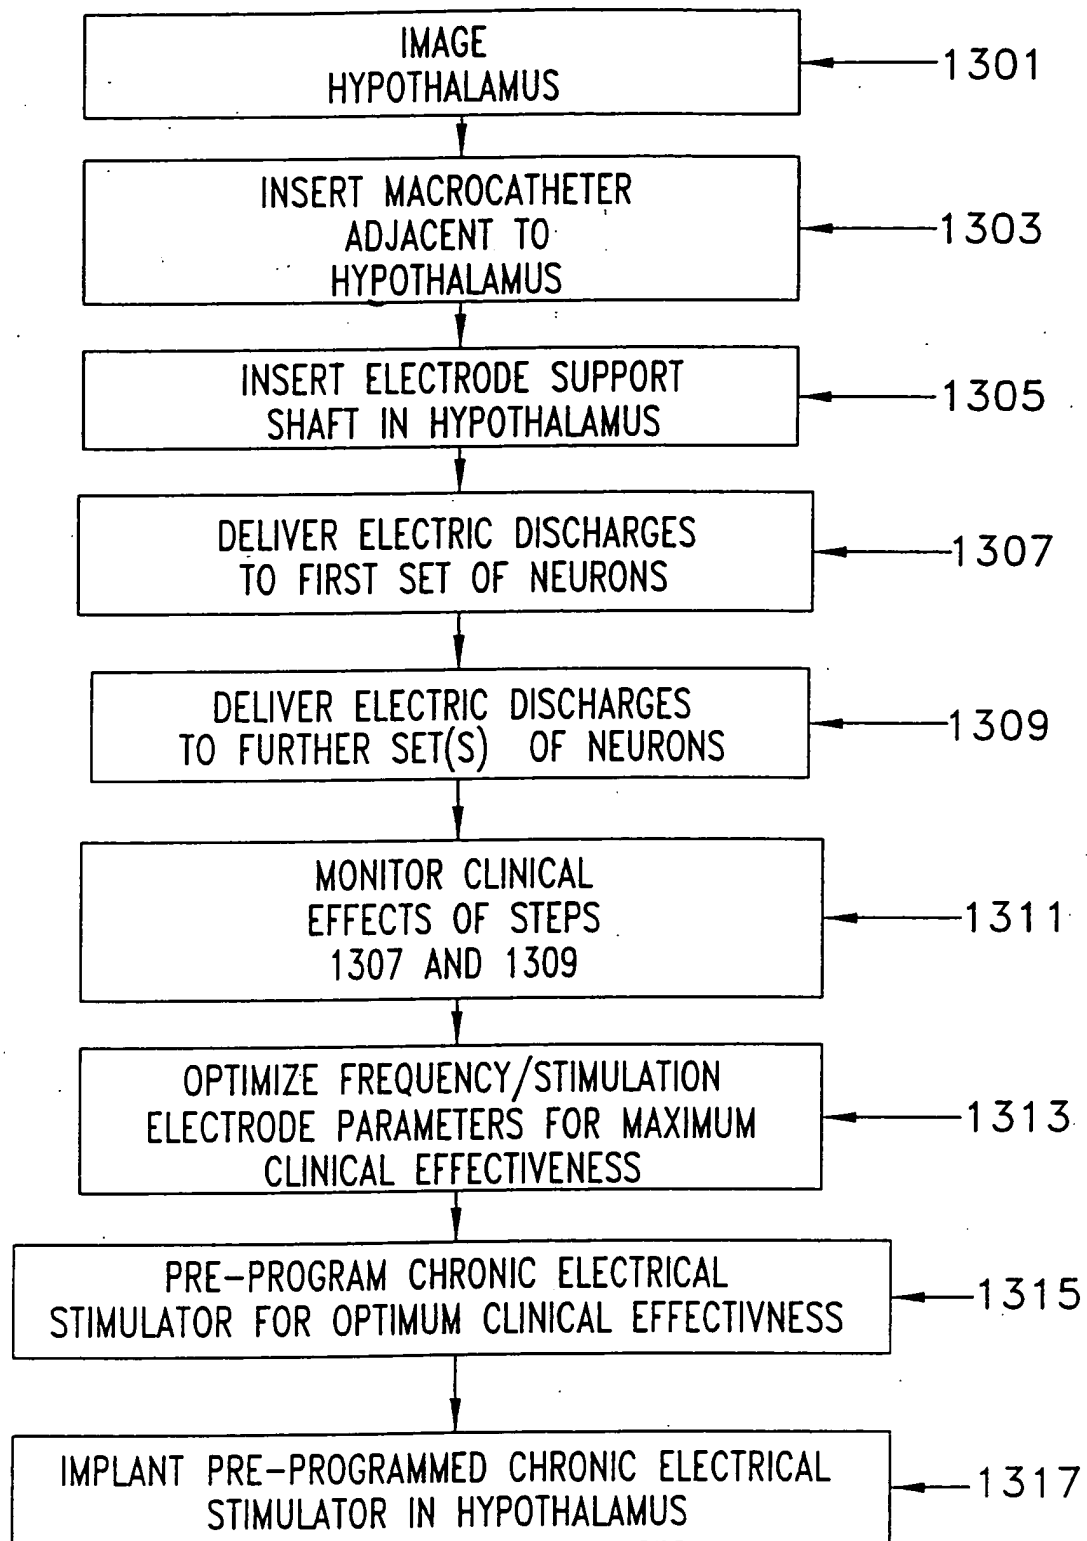 IMAGE
HYPOTHALAMUS
1301
INSERT MACROCATHETER
ADJACENT TO
HYPOTHALAMUS
1303
INSERT ELECTRODE SUPPORT
SHAFT IN HYPOTHALAMUS
1305
DELIVER ELECTRIC DISCHARGES
TO FIRST SET OF NEURONS
1307
DELIVER ELECTRIC DISCHARGES
TO FURTHER SET(S) OF NEURONS
1309
MONITOR CLINICAL
EFFECTS OF STEPS
1307 AND 1309
1311
OPTIMIZE FREQUENCY/STIMULATION
ELECTRODE PARAMETERS FOR MAXIMUM
CLINICAL EFFECTIVENESS
1313
PRE-PROGRAM CHRONIC ELECTRICAL
STIMULATOR FOR OPTIMUM CLINICAL EFFECTIVNESS
1315
IMPLANT PRE-PROGRAMMED CHRONIC ELECTRICAL
STIMULATOR IN HYPOTHALAMUS
1317